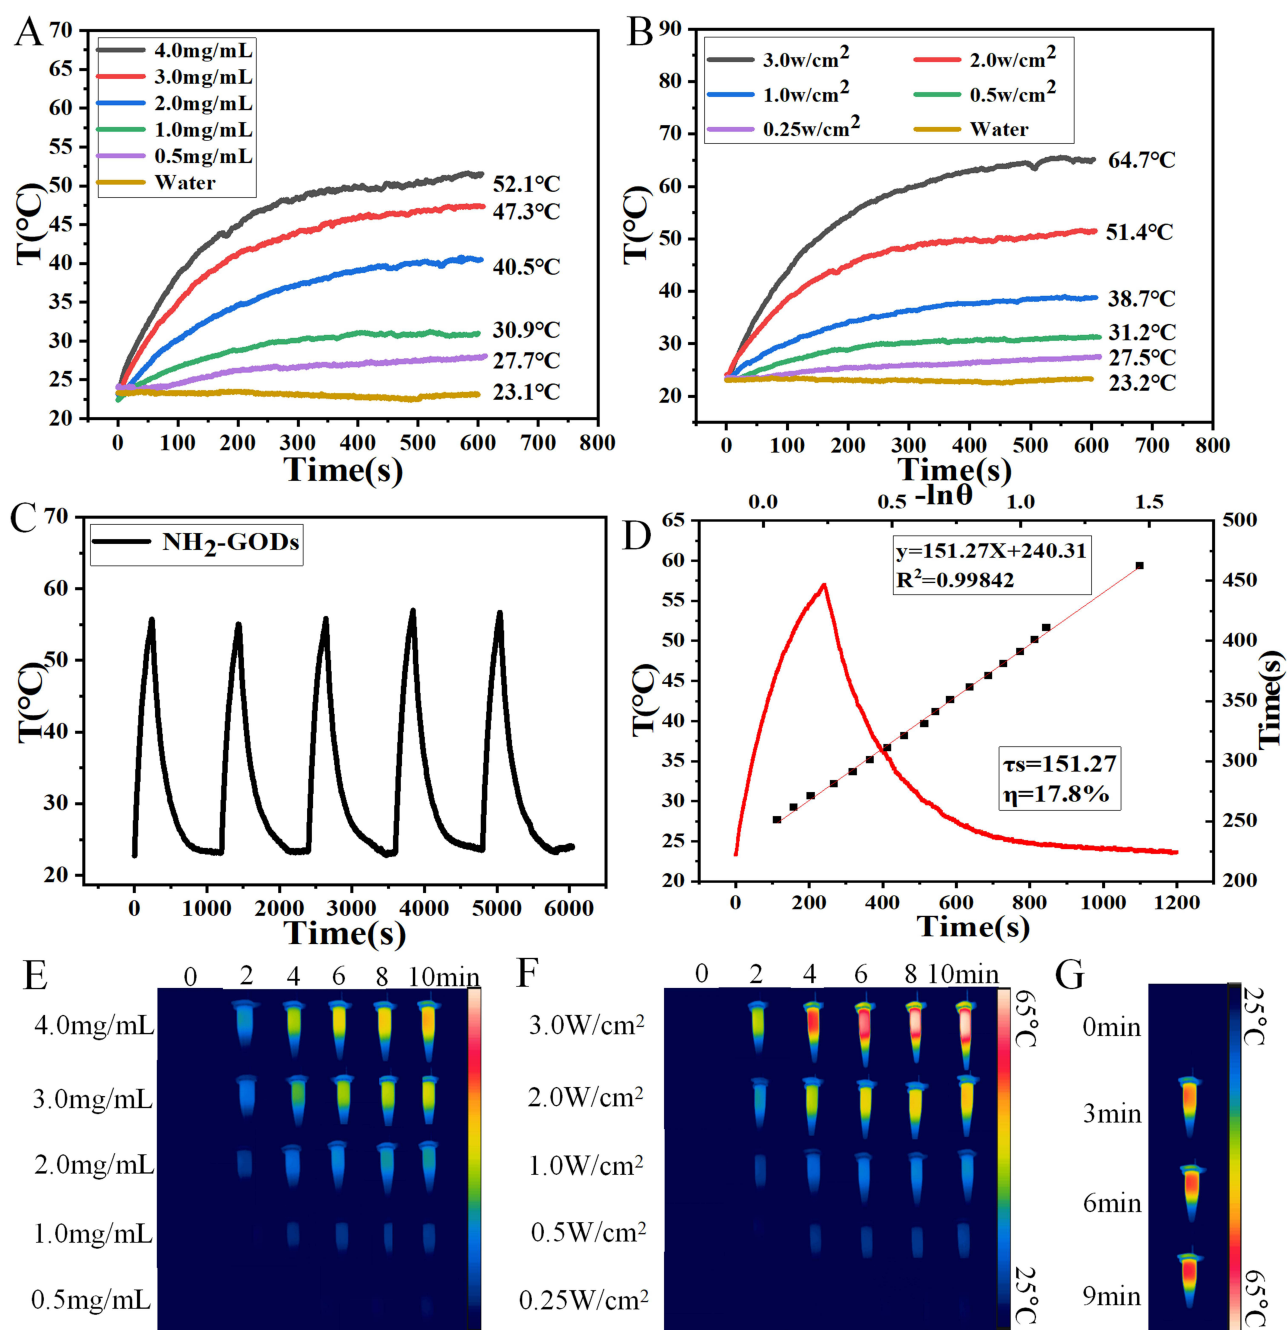 A
70
65
60
55
50
45
40
35
30
25
20
T(°C)
4.0mg/mL
3.0mg/mL
2.0mg/mL
1.0mg/mL
0.5mg/mL
Water
52.1°C
47.3°C
40.5°C
30.9°C
27.7°C
23.1°C
0 100 200 300 400 500 600 700 800
Time(s)
B
90
80
70
60
50
40
30
20
T(°C)
3.0w/cm² 2.0w/cm²
1.0w/cm² 0.5w/cm²
0.25w/cm² Water
64.7°C
51.4°C
38.7°C
31.2°C
27.5°C
23.2°C
0 100 200 300 400 500 600 700 800
Time(s)
C
70
60
50
40
30
20
T(°C)
NH₂-GODs
0 1000 2000 3000 4000 5000 6000
Time(s)
D
0.0 0.5 1.0 1.5
-lnθ
65
60
55
50
45
40
35
30
25
20
T(°C)
y=151.27X+240.31
R²=0.99842
τs=151.27
η=17.8%
500
450
400
350
300
250
200
Time(s)
0 200 400 600 800 1000 1200
Time(s)
E
0 2 4 6 8 10min
4.0mg/mL
3.0mg/mL
2.0mg/mL
1.0mg/mL
0.5mg/mL
F
0 2 4 6 8 10min
3.0W/cm²
2.0W/cm²
1.0W/cm²
0.5W/cm²
0.25W/cm²
65°C
25°C
G
0min
3min
6min
9min
25°C
65°C